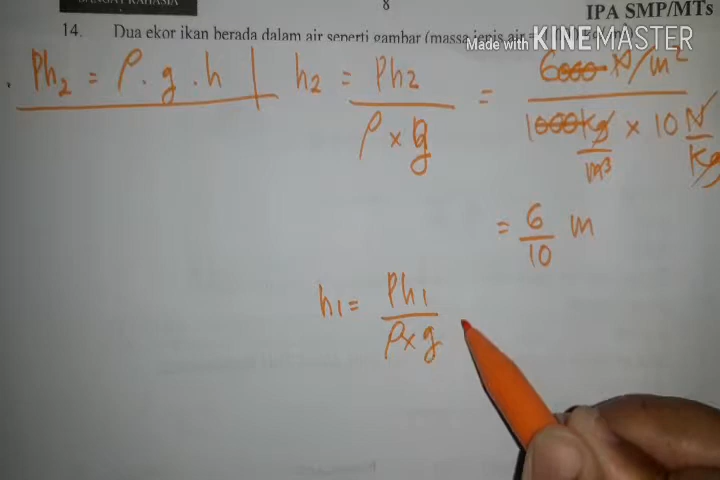 8
IPA SMP/MTs
14. Dua ekor ikan berada dalam air seperti gambar (massa jenis air =
Made with KINEMASTER
Ph₂ = ρ . g . h | h₂ = Ph₂ / ρ × g = 6000 N/m² / 1000 kg/m³ × 10 N/kg
= 6/10 m
h₁ = Ph₁ / ρ × g